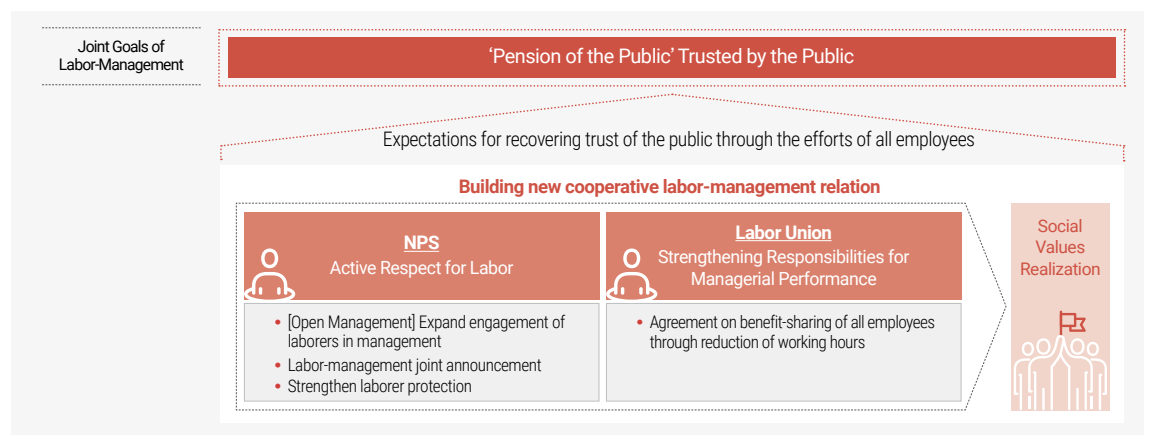 Joint Goals of
Labor-Management
‘Pension of the Public’ Trusted by the Public
Expectations for recovering trust of the public through the efforts of all employees
Building new cooperative labor-management relation
NPS
Active Respect for Labor
• [Open Management] Expand engagement of
laborers in management
• Labor-management joint announcement
• Strengthen laborer protection
Labor Union
Strengthening Responsibilities for
Managerial Performance
• Agreement on benefit-sharing of all employees
through reduction of working hours
Social
Values
Realization